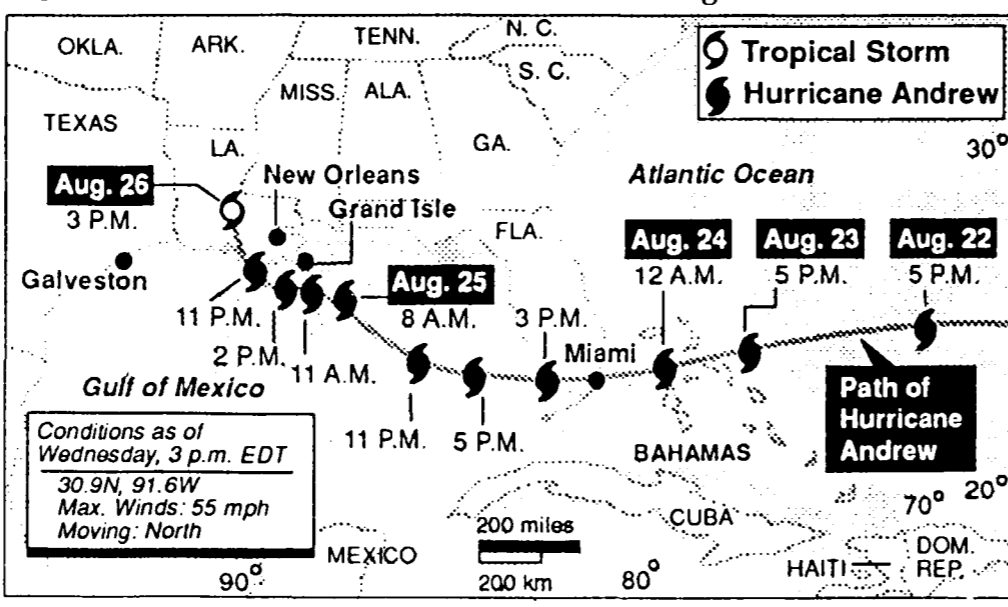 OKLA.
ARK.
TENN.
N. C.
S. C.
Tropical Storm
Hurricane Andrew
MISS.
ALA.
TEXAS
LA.
GA.
30°
Aug. 26
3 P.M.
New Orleans
Grand Isle
Atlantic Ocean
FLA.
Aug. 24
12 A.M.
Aug. 23
5 P.M.
Aug. 22
5 P.M.
Galveston
Aug. 25
8 A.M.
11 P.M.
2 P.M.
11 A.M.
3 P.M.
Miami
Gulf of Mexico
11 P.M.
5 P.M.
Path of
Hurricane
Andrew
BAHAMAS
Conditions as of
Wednesday, 3 p.m. EDT
30.9N, 91.6W
Max. Winds: 55 mph
Moving: North
20°
70°
200 miles
200 km
CUBA
MEXICO
90°
80°
HAITI
DOM.
REP.